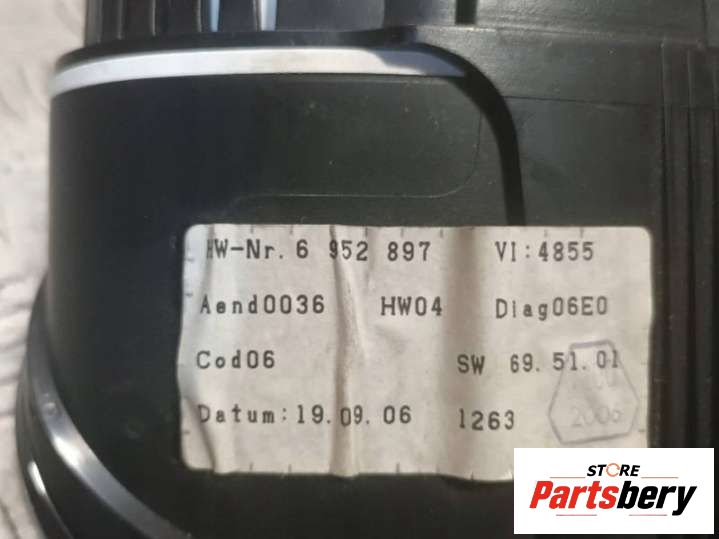 HW-Nr. 6 952 897 VI:4855
Aend0036 HW04 Diag06E0
Cod06 SW 69.51.01
Datum: 19.09.06 1263
2006
STORE
Partsbery